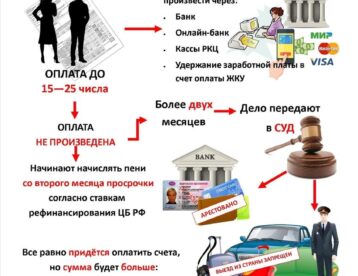 произвести через:
• Банк
• Онлайн-банк
• Кассы РКЦ
• Удержание заработной платы в
счет оплаты ЖКУ
МИР
VISA
ОПЛАТА ДО
15—25 числа
Более двух
месяцев
Дело передают
в СУД
ОПЛАТА
НЕ ПРОИЗВЕДЕНА
Начинают начислять пени
со второго месяца просрочки
согласно ставкам
рефинансирования ЦБ РФ
BANK
АРЕСТОВАНО
ВЫЕЗД ИЗ СТРАНЫ ЗАПРЕЩЕН
Все равно придётся оплатить счета,
но сумма будет больше: